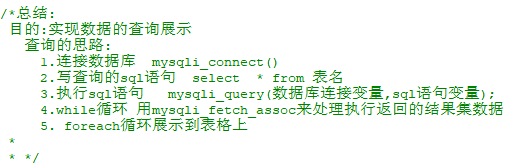 /*总结:
目的:实现数据的查询展示
查询的思路:
1.连接数据库  mysqli_connect()
2.写查询的sql语句  select  * from 表名
3.执行sql语句   mysqli_query(数据库连接变量,sql语句变量);
4.while循环 用mysqli_fetch_assoc来处理执行返回的结果集数据
5. foreach循环展示到表格上
*
* */